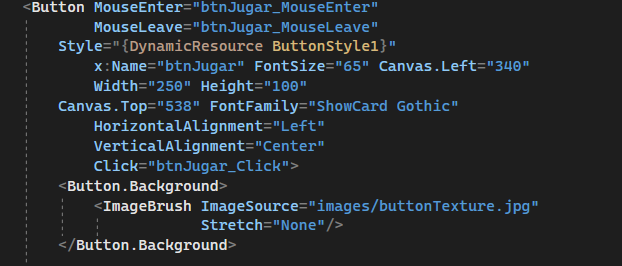 <Button MouseEnter="btnJugar_MouseEnter"
MouseLeave="btnJugar_MouseLeave"
Style="{DynamicResource ButtonStyle1}"
x:Name="btnJugar" FontSize="65" Canvas.Left="340"
Width="250" Height="100"
Canvas.Top="538" FontFamily="ShowCard Gothic"
HorizontalAlignment="Left"
VerticalAlignment="Center"
Click="btnJugar_Click">
<Button.Background>
<ImageBrush ImageSource="images/buttonTexture.jpg"
Stretch="None"/>
</Button.Background>